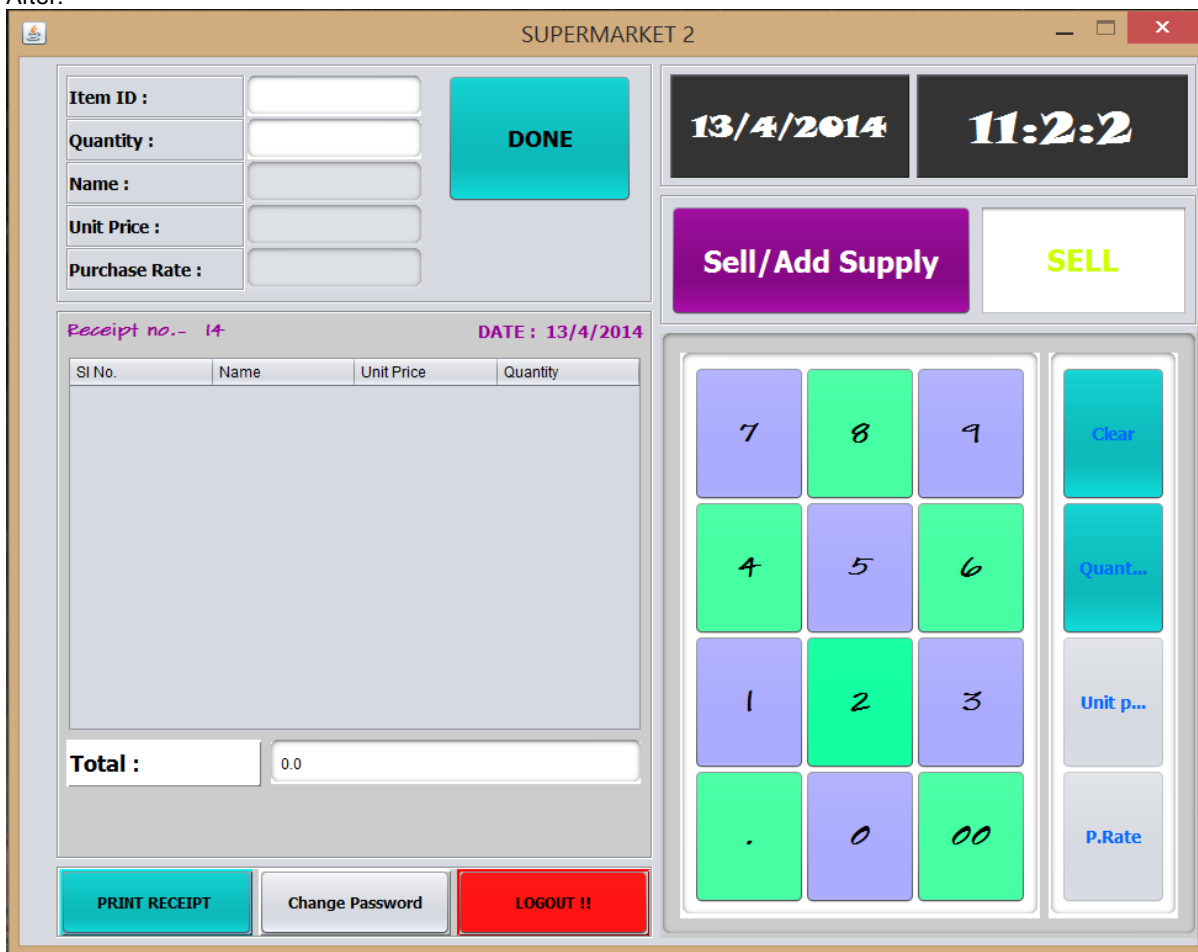 SUPERMARKET 2
Item ID :
Quantity :
Name :
Unit Price :
Purchase Rate :
DONE
13/4/2014
11:2:2
Sell/Add Supply
SELL
Receipt no.- 14
DATE : 13/4/2014
Sl No. Name Unit Price Quantity
Total :
0.0
PRINT RECEIPT
Change Password
LOGOUT !!
7 8 9 Clear
4 5 6 Quant...
1 2 3 Unit p...
. 0 00 P.Rate